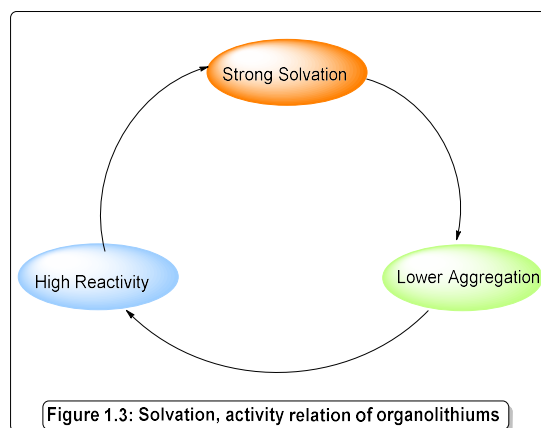 Strong Solvation
High Reactivity
Lower Aggregation
Figure 1.3: Solvation, activity relation of organolithiums